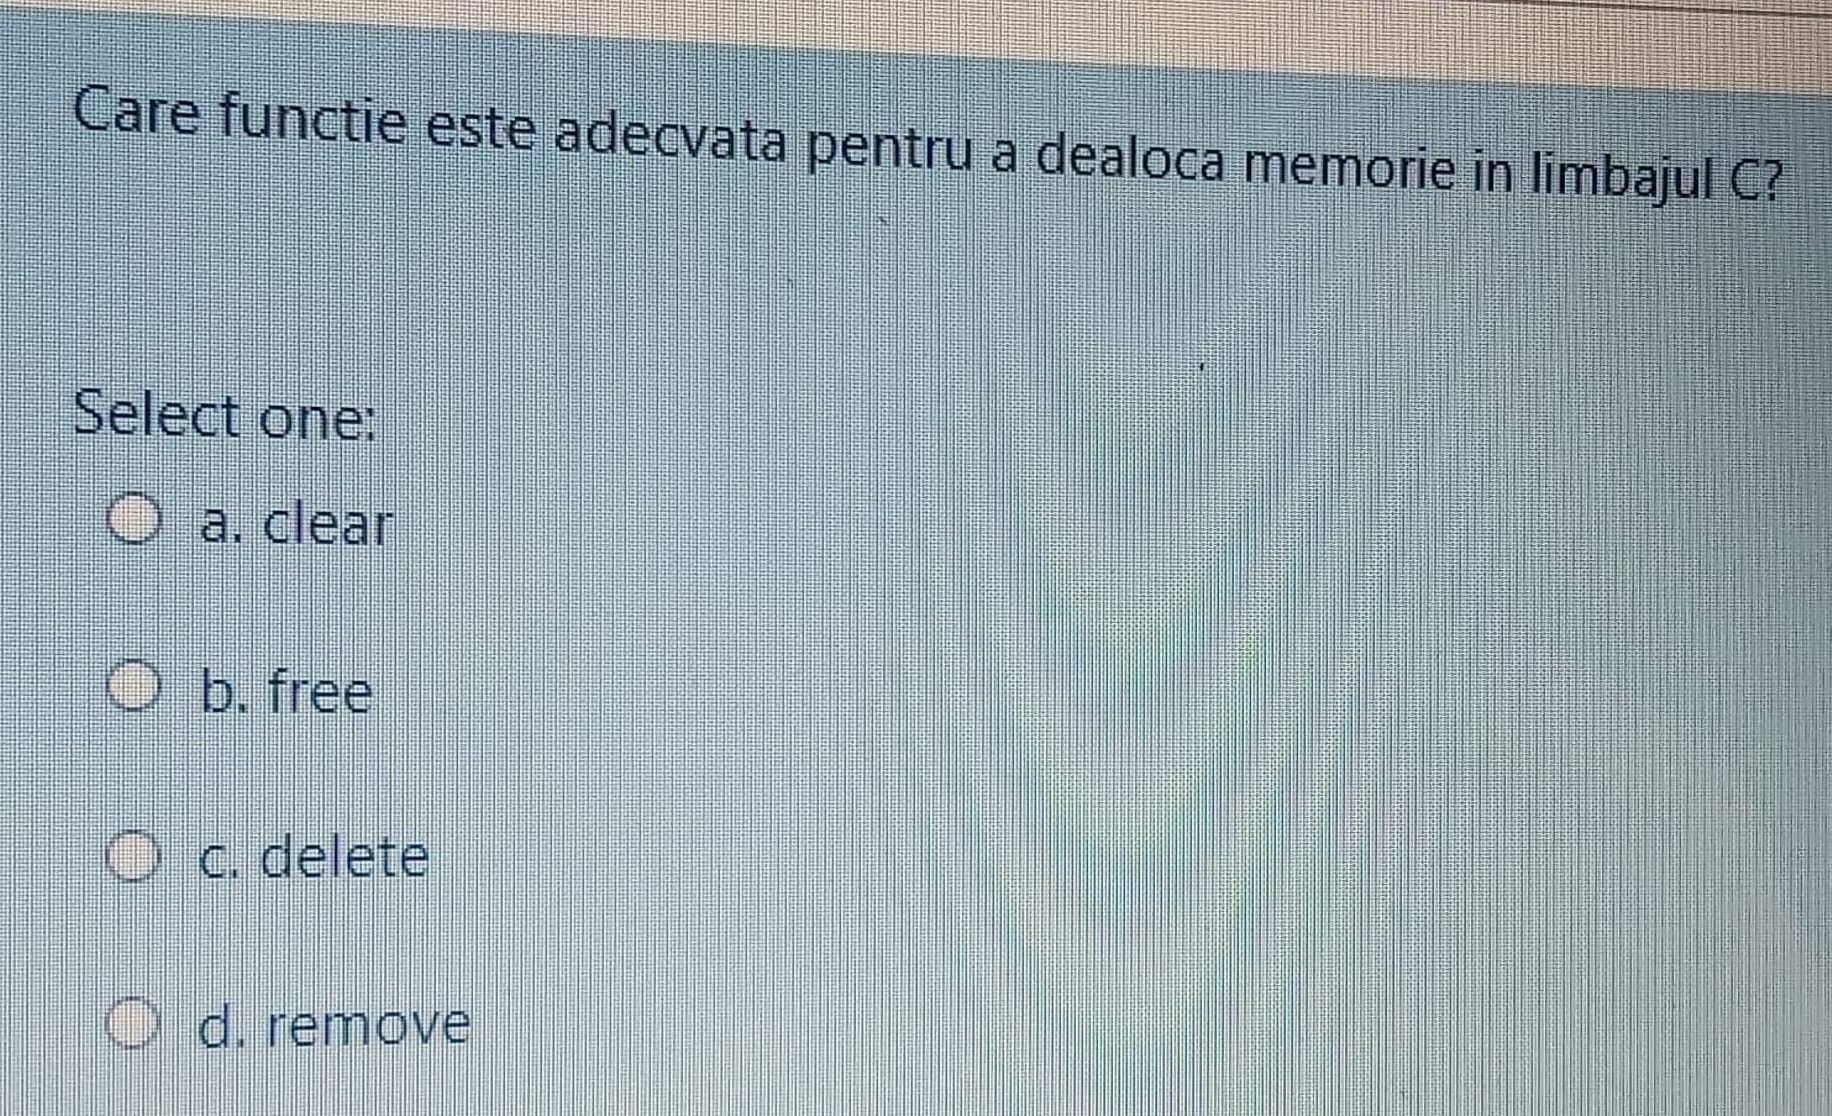 Care functie este adecvata pentru a dealoca memorie in limbajul C?
Select one:
a. clear
b. free
c. delete
d. remove